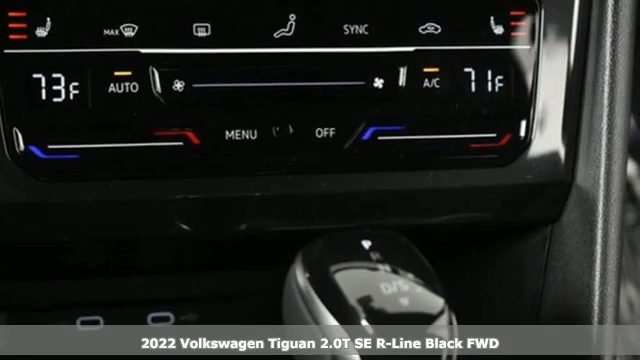 MAX SYNC
73F AUTO A/C 71F
MENU OFF
P
R
N
D/S
2022 Volkswagen Tiguan 2.0T SE R-Line Black FWD